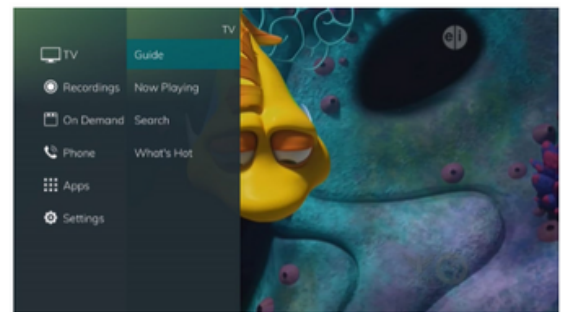 TV
TV
Guide
Recordings
Now Playing
On Demand
Search
Phone
What's Hot
Apps
Settings
e/i